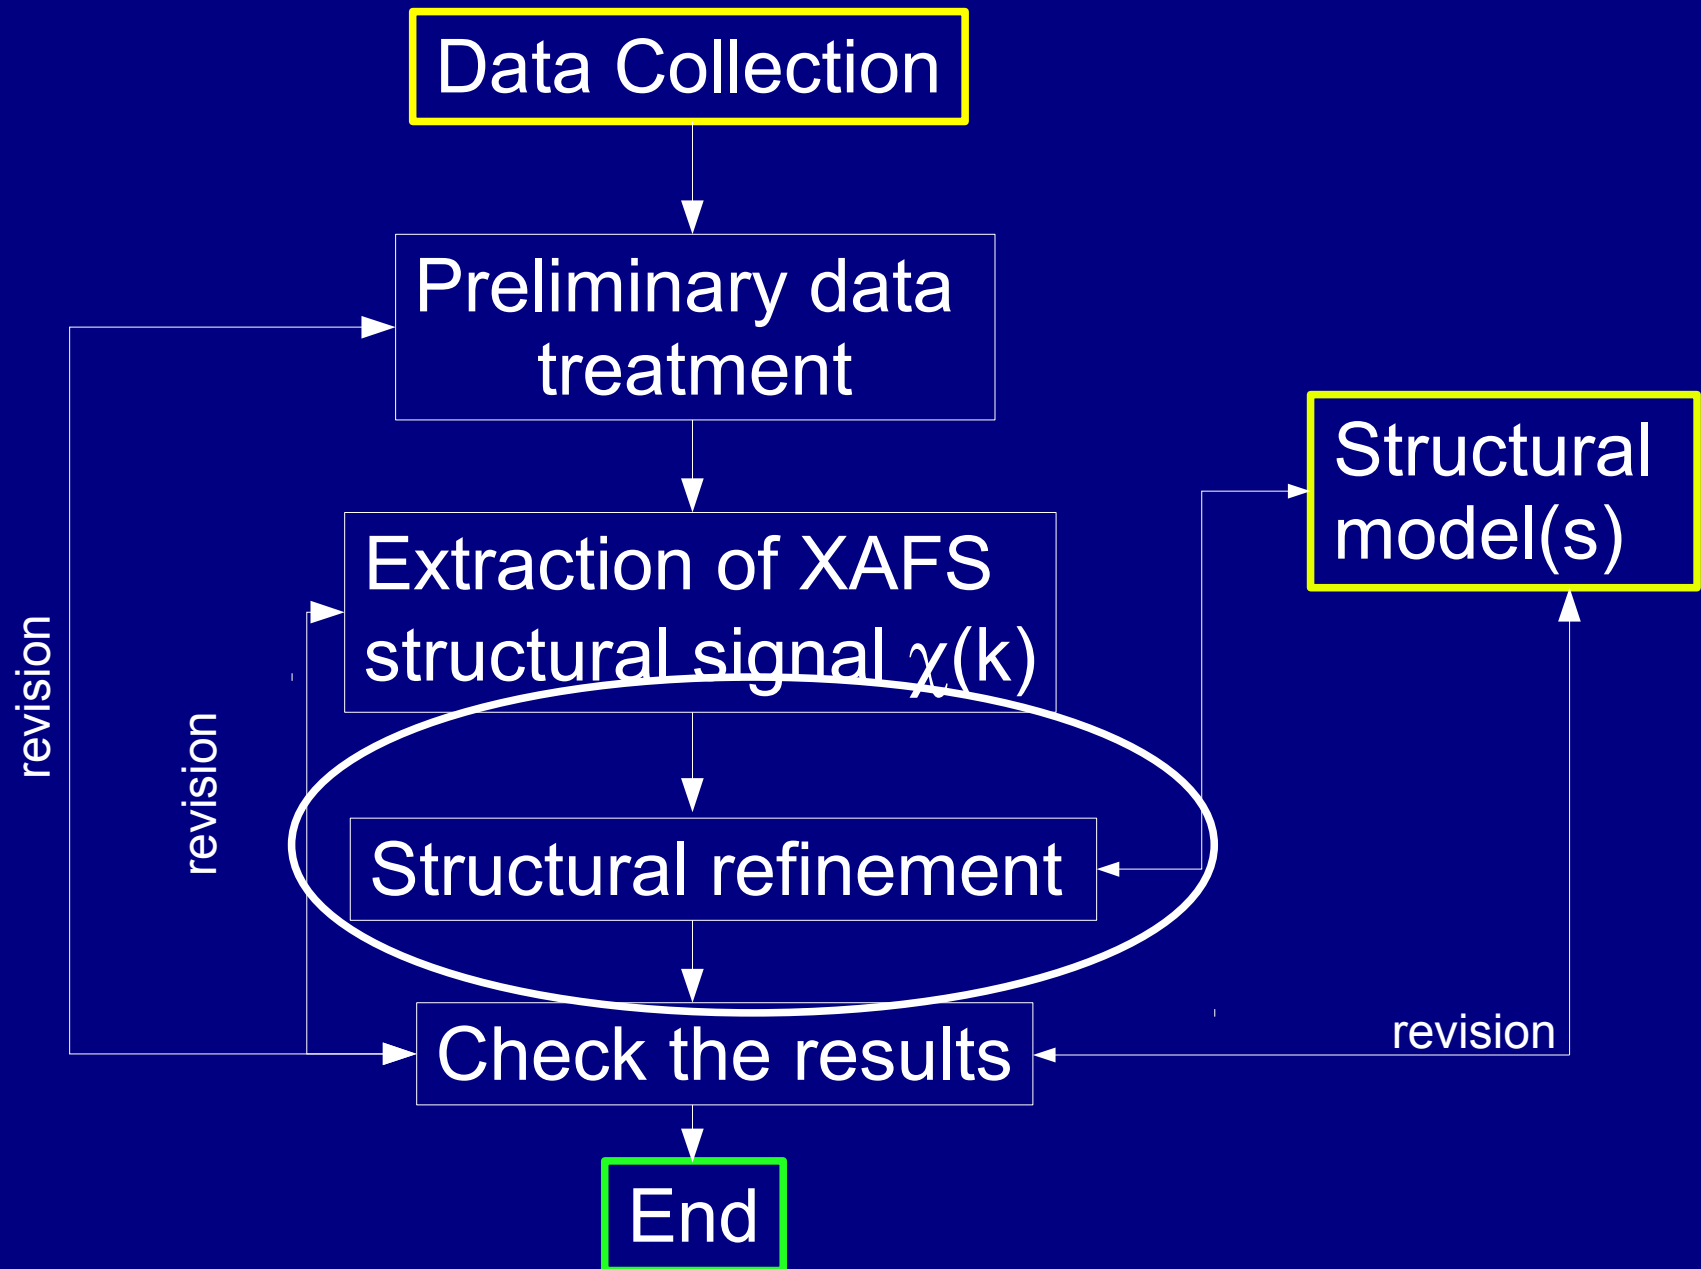 Data Collection
Preliminary data
treatment
Structural
model(s)
Extraction of XAFS
structural signal χ(k)
revision
revision
Structural refinement
Check the results
revision
End